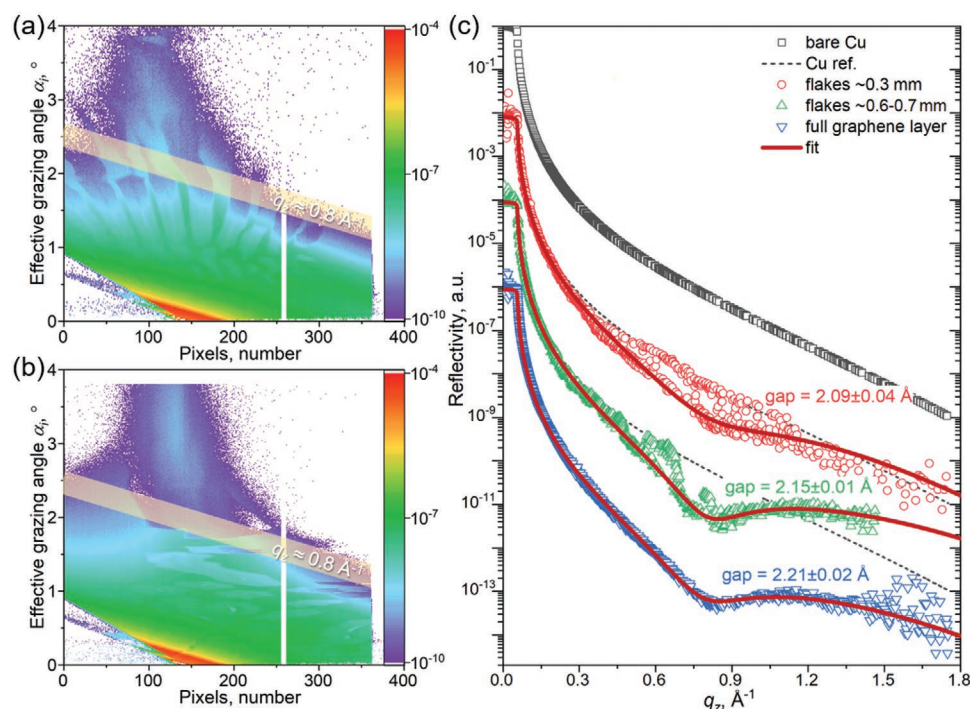 (a)
Effective grazing angle αi, °
4
3
2
1
0
qz ≈ 0.8 Å⁻¹
0 100 200 300 400
Pixels, number
10⁻⁴
10⁻⁷
10⁻¹⁰
(b)
Effective grazing angle αi, °
4
3
2
1
0
qz ≈ 0.8 Å⁻¹
0 100 200 300 400
Pixels, number
10⁻⁴
10⁻⁷
10⁻¹⁰
(c)
Reflectivity, a.u.
10⁻¹
10⁻³
10⁻⁵
10⁻⁷
10⁻⁹
10⁻¹¹
10⁻¹³
bare Cu
Cu ref.
flakes ~0.3 mm
flakes ~0.6-0.7 mm
full graphene layer
fit
gap = 2.09±0.04 Å
gap = 2.15±0.01 Å
gap = 2.21±0.02 Å
0.0 0.3 0.6 0.9 1.2 1.5 1.8
qz, Å⁻¹